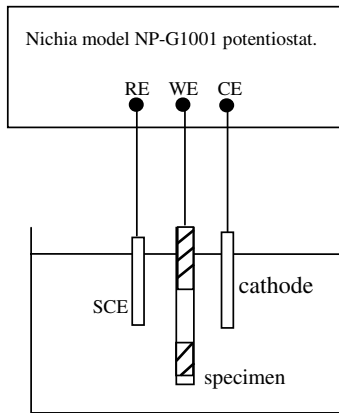 Nichia model NP-G1001 potentiostat.
RE WE CE
SCE
cathode
specimen